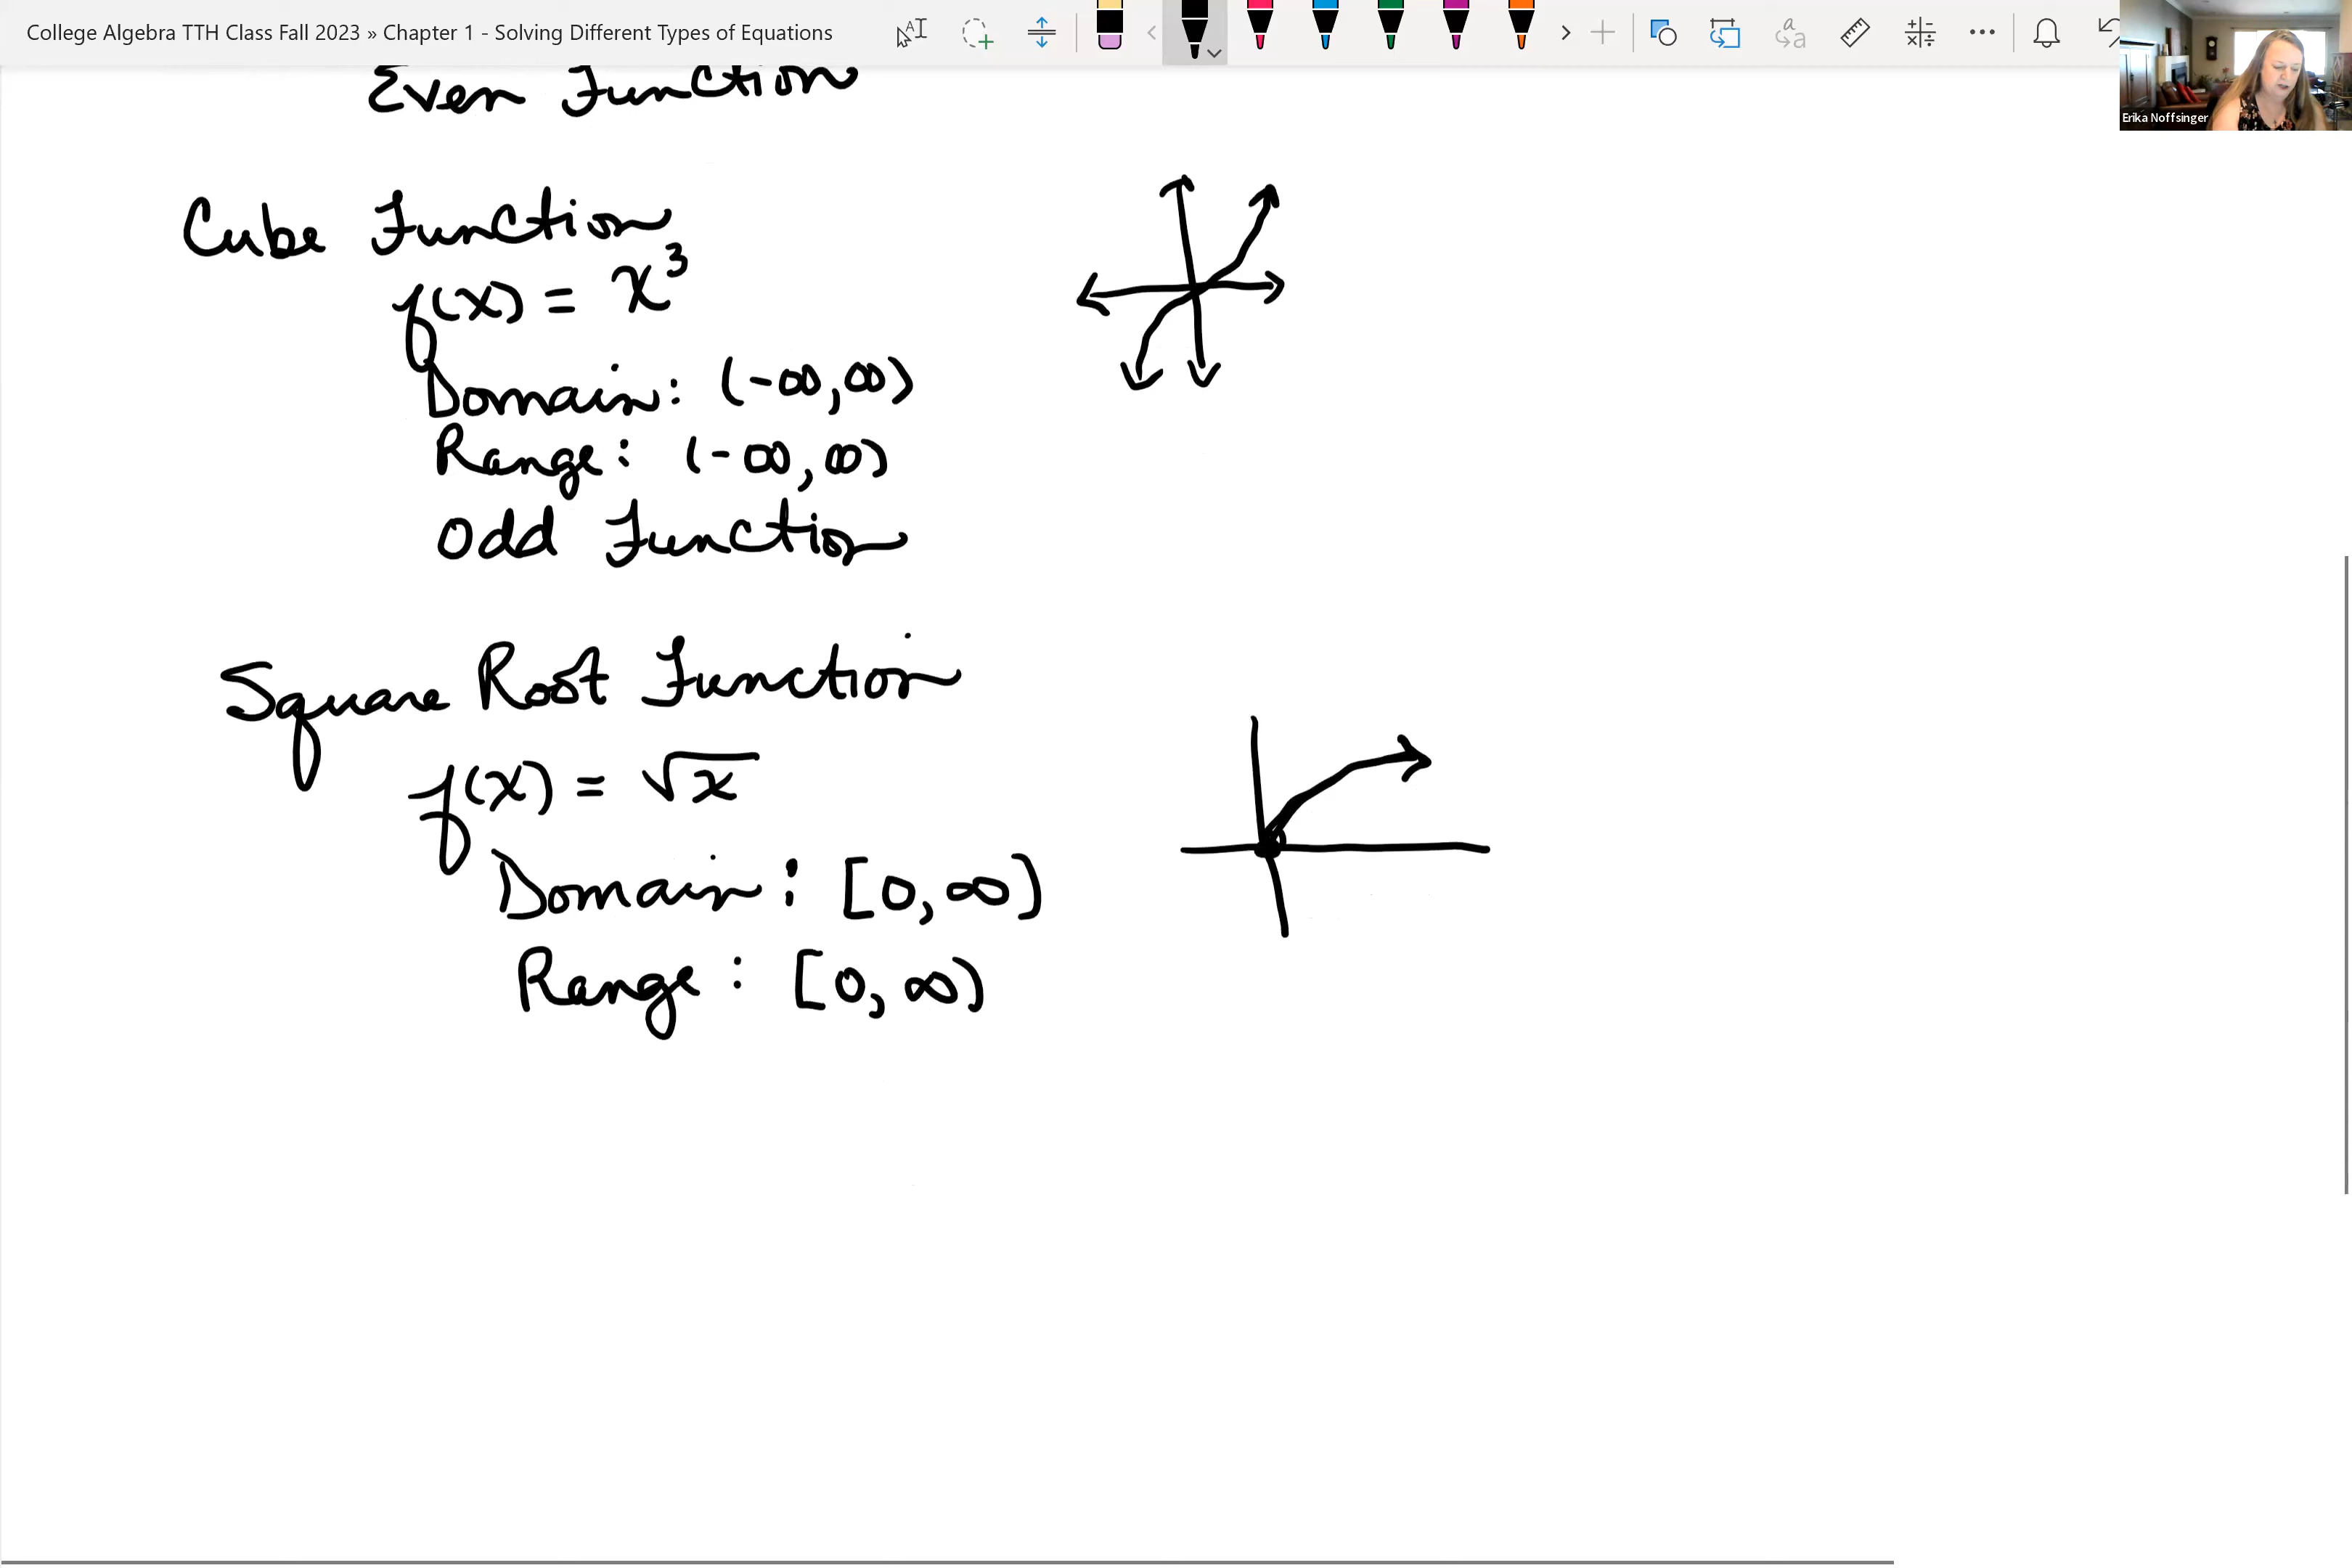 College Algebra TTH Class Fall 2023 » Chapter 1 - Solving Different Types of Equations
Erika Noffsinger
Even Function
Cube Function
f(x) = x³
Domain: (-∞,∞)
Range: (-∞,∞)
Odd Function
Square Root Function
f(x) = √x
Domain: [0,∞)
Range: [0,∞)